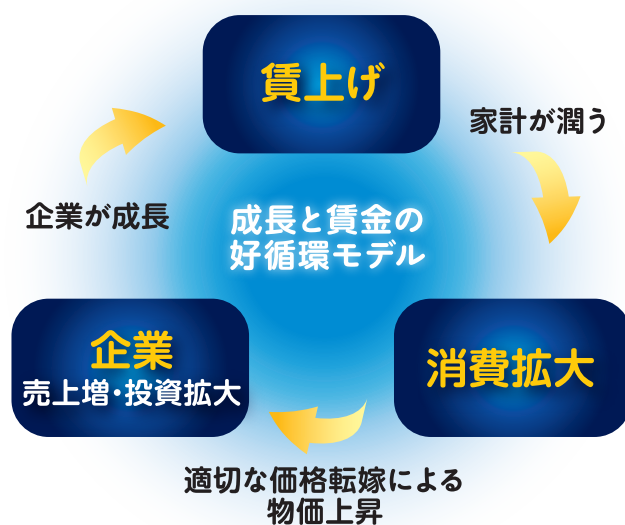 賃上げ
家計が潤う
企業が成長
成長と賃金の
好循環モデル
企業
売上増・投資拡大
消費拡大
適切な価格転嫁による
物価上昇